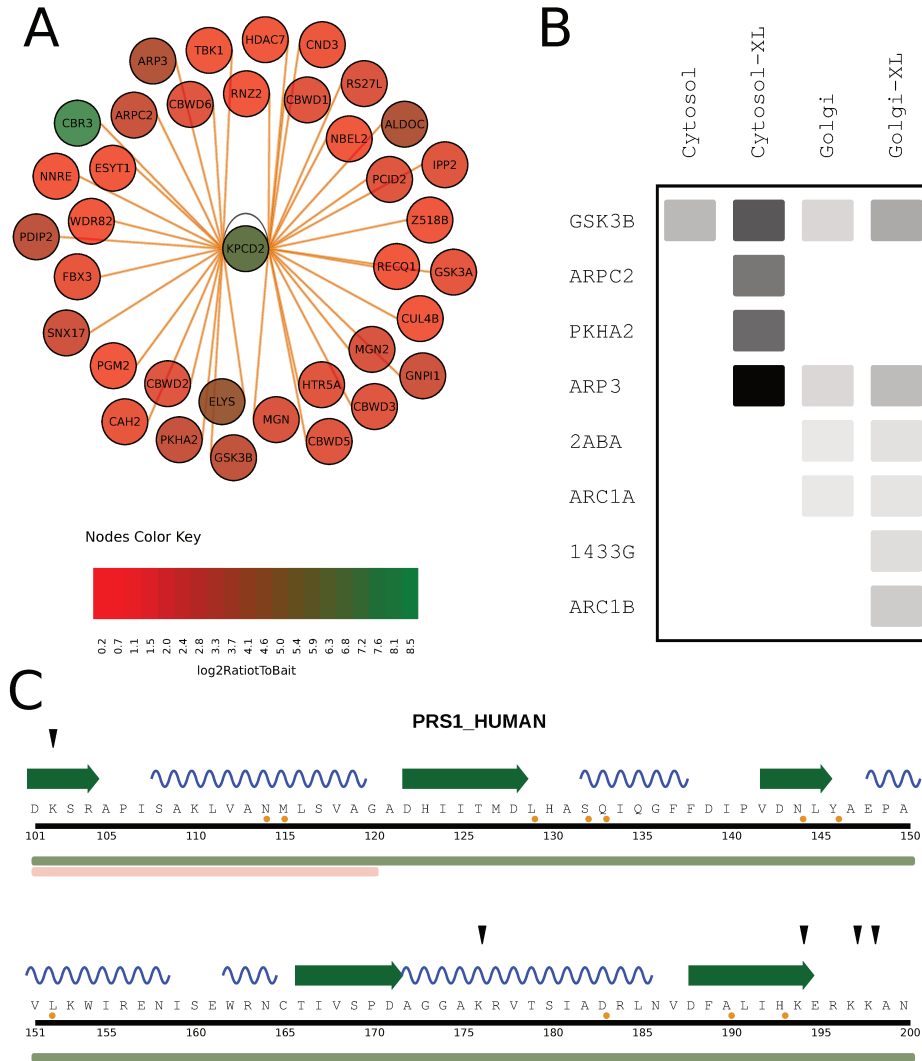 A
B
HDAC7
CND3
TBK1
ARP3
RS27L
RNZ2
CBWD1
CBWD6
ARPC2
CBR3
ALDOC
NBEL2
IPP2
ESYT1
NNRE
PCID2
WDR82
Z518B
PDIP2
KPCD2
RECQ1
GSK3A
FBX3
CUL4B
SNX17
MGN2
PGM2
GNPI1
CBWD2
HTR5A
ELYS
CBWD3
MGN
CAH2
PKHA2
CBWD5
GSK3B
Nodes Color Key
0.2 0.7 1.1 1.5 2.0 2.4 2.8 3.3 3.7 4.1 4.6 5.0 5.4 5.9 6.3 6.8 7.2 7.6 8.1 8.5
log2RatiotToBait
Cytosol
Cytosol-XL
Golgi
Golgi-XL
GSK3B
ARPC2
PKHA2
ARP3
2ABA
ARC1A
1433G
ARC1B
C
PRS1_HUMAN
D K S R A P I S A K L V A N M L S V A G A D H I I T M D L H A S Q I Q G F F D I P V D N L Y A E P A
101 105 110 115 120 125 130 135 140 145 150
V L K W I R E N I S E W R N C T I V S P D A G G A K R V T S I A D R L N V D F A L I H K E R K K A N
151 155 160 165 170 175 180 185 190 195 200